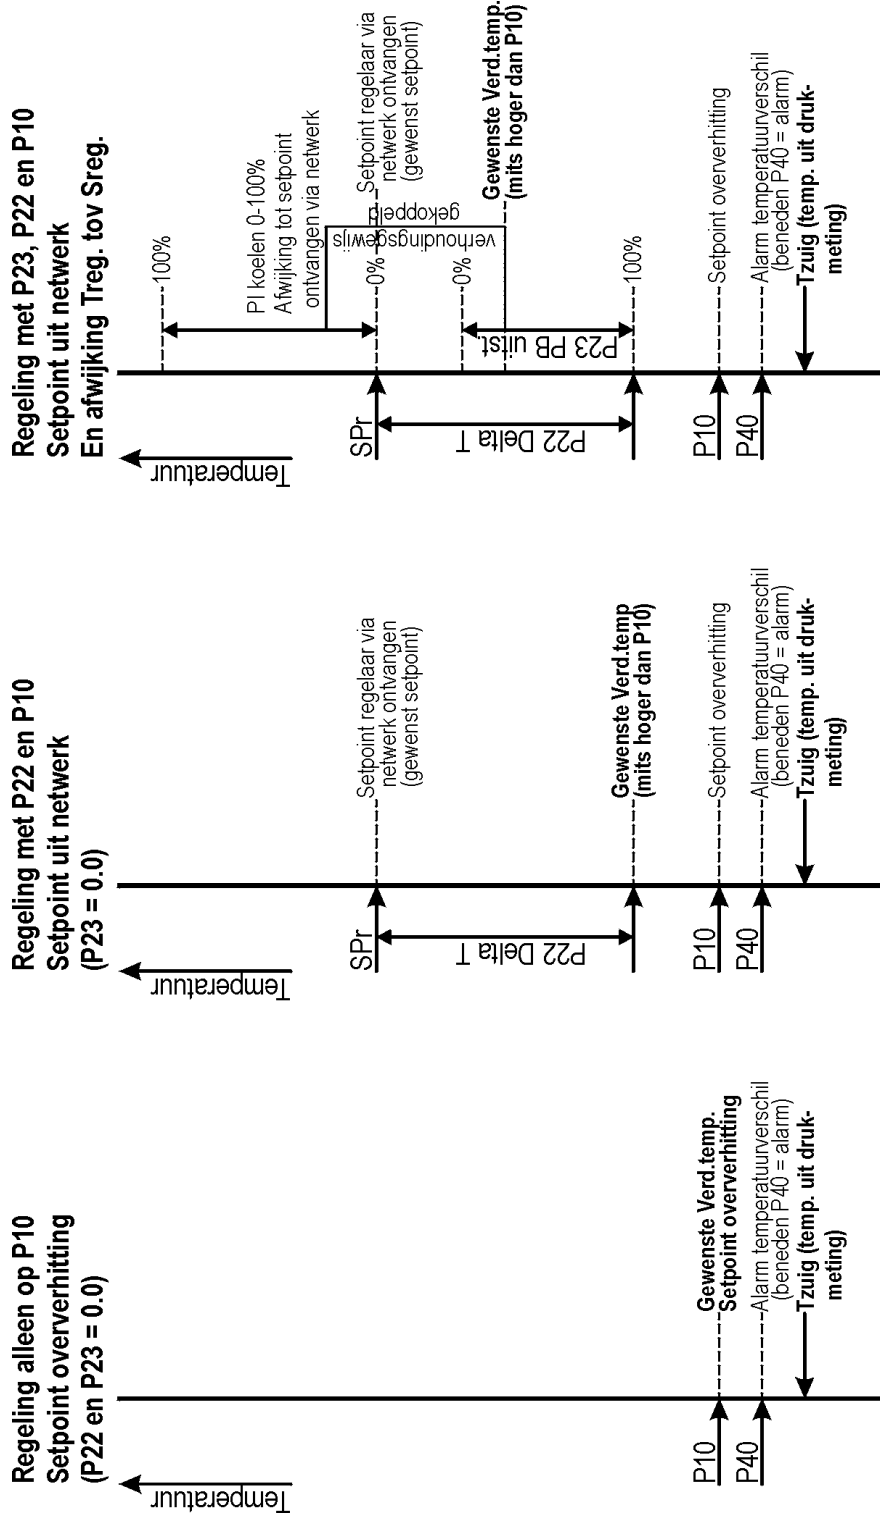 Regeling alleen op P10
Setpoint oververhitting
(P22 en P23 = 0.0)
Temperatuur
P10
P40
Gewenste Verd.temp.
Setpoint oververhitting
Alarm temperatuurverschil
(beneden P40 = alarm)
Tzuig (temp. uit druk-
meting)
Regeling met P22 en P10
Setpoint uit netwerk
(P23 = 0.0)
Temperatuur
SPr
P22 Delta T
P10
P40
Setpoint regelaar via
netwerk ontvangen
(gewenst setpoint)
Gewenste Verd.temp
(mits hoger dan P10)
Setpoint oververhitting
Alarm temperatuurverschil
(beneden P40 = alarm)
Tzuig (temp. uit druk-
meting)
Regeling met P23, P22 en P10
Setpoint uit netwerk
En afwijking Treg. tov Sreg.
Temperatuur
SPr
P22 Delta T
P10
P40
100%
PI koelen 0-100%
Afwijking tot setpoint
ontvangen via netwerk
0%
Setpoint regelaar via
netwerk ontvangen
(gewenst setpoint)
verhoudingsgewijs
gekoppeld
0%
P23 PB uitst.
Gewenste Verd.temp.
(mits hoger dan P10)
100%
Setpoint oververhitting
Alarm temperatuurverschil
(beneden P40 = alarm)
Tzuig (temp. uit druk-
meting)